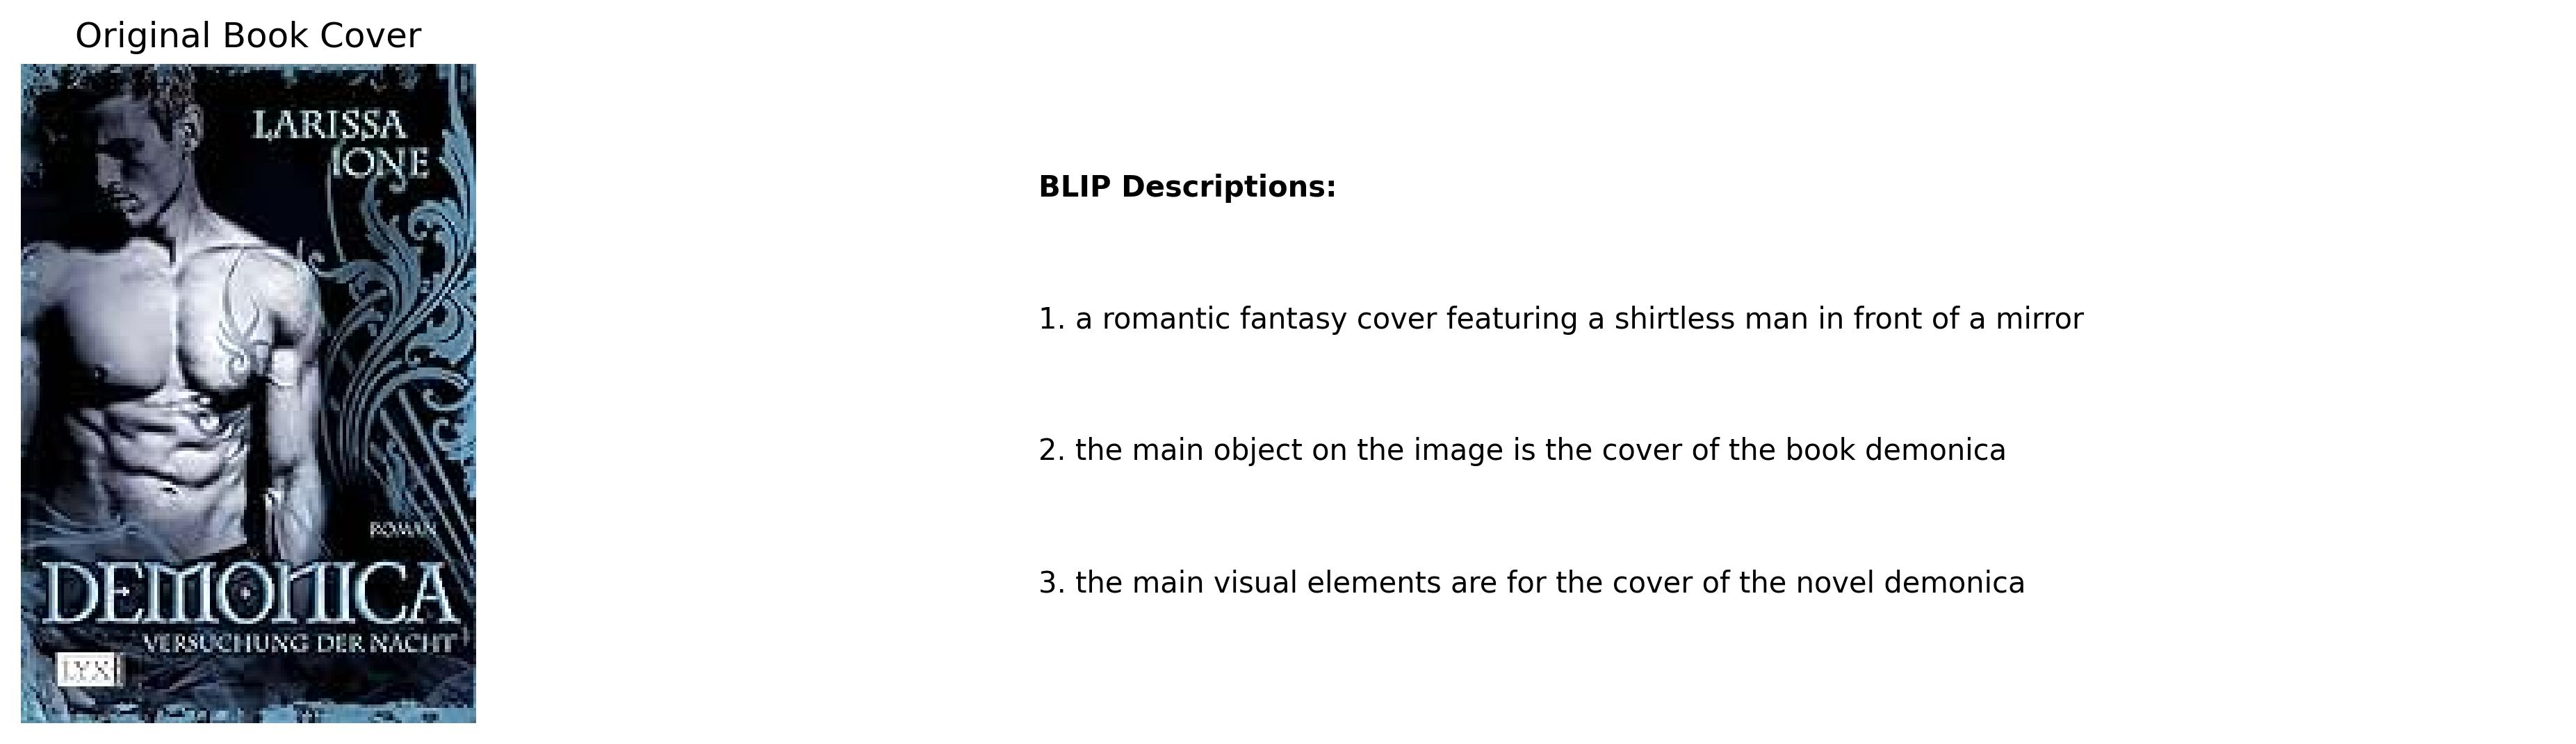 Original Book Cover
LARISSA
IONE
ROMAN
DEMONICA
VERSUCHUNG DER NACHT
LYX
BLIP Descriptions:
1. a romantic fantasy cover featuring a shirtless man in front of a mirror
2. the main object on the image is the cover of the book demonica
3. the main visual elements are for the cover of the novel demonica